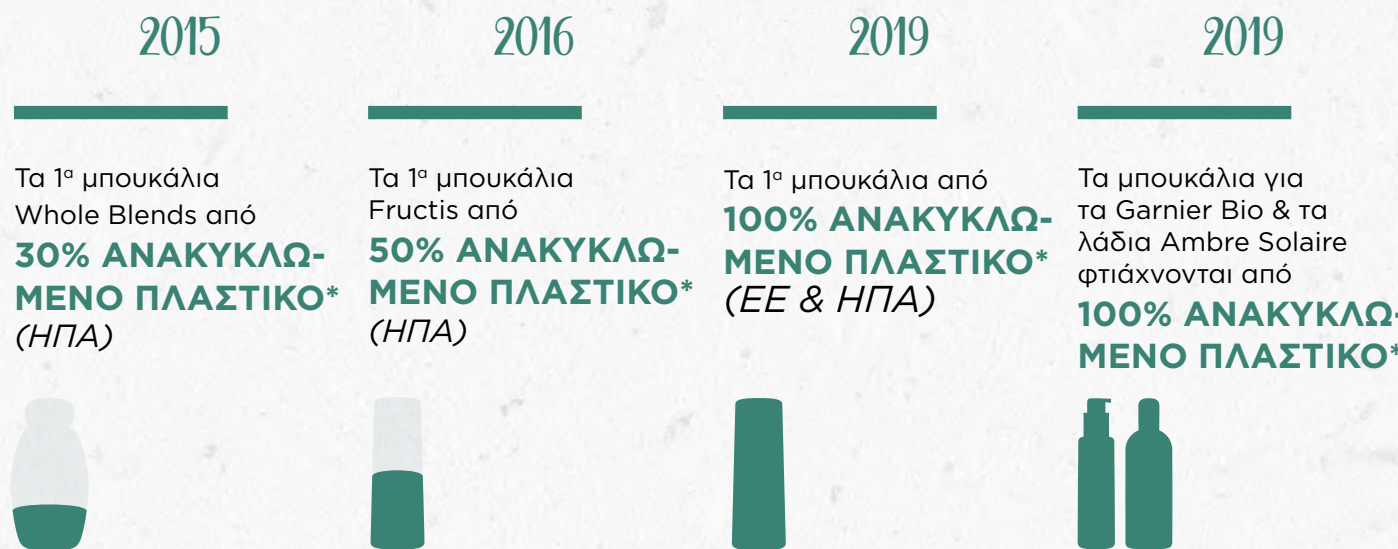 2015
Τα 1α μπουκάλια
Whole Blends από
30% ΑΝΑΚΥΚΛΩ-
ΜΕΝΟ ΠΛΑΣΤΙΚΟ*
(ΗΠΑ)
2016
Τα 1α μπουκάλια
Fructis από
50% ΑΝΑΚΥΚΛΩ-
ΜΕΝΟ ΠΛΑΣΤΙΚΟ*
(ΗΠΑ)
2019
Τα 1α μπουκάλια από
100% ΑΝΑΚΥΚΛΩ-
ΜΕΝΟ ΠΛΑΣΤΙΚΟ*
(ΕΕ & ΗΠΑ)
2019
Τα μπουκάλια για
τα Garnier Bio & τα
λάδια Ambre Solaire
φτιάχνονται από
100% ΑΝΑΚΥΚΛΩ-
ΜΕΝΟ ΠΛΑΣΤΙΚΟ*